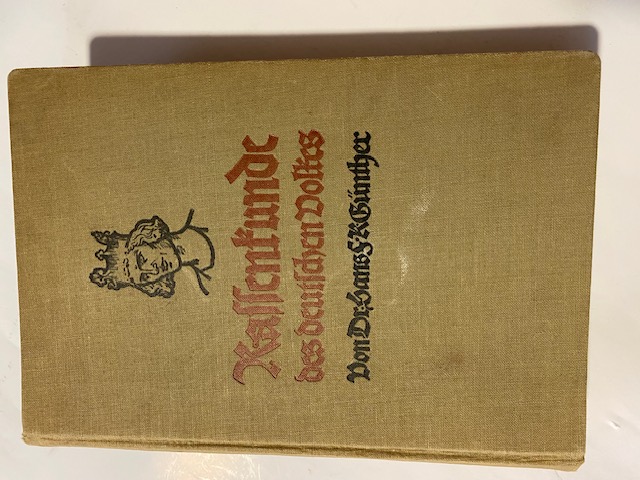 Rassenkunde
des deutschen Volkes
Von Dr. Hans F. K. Günther